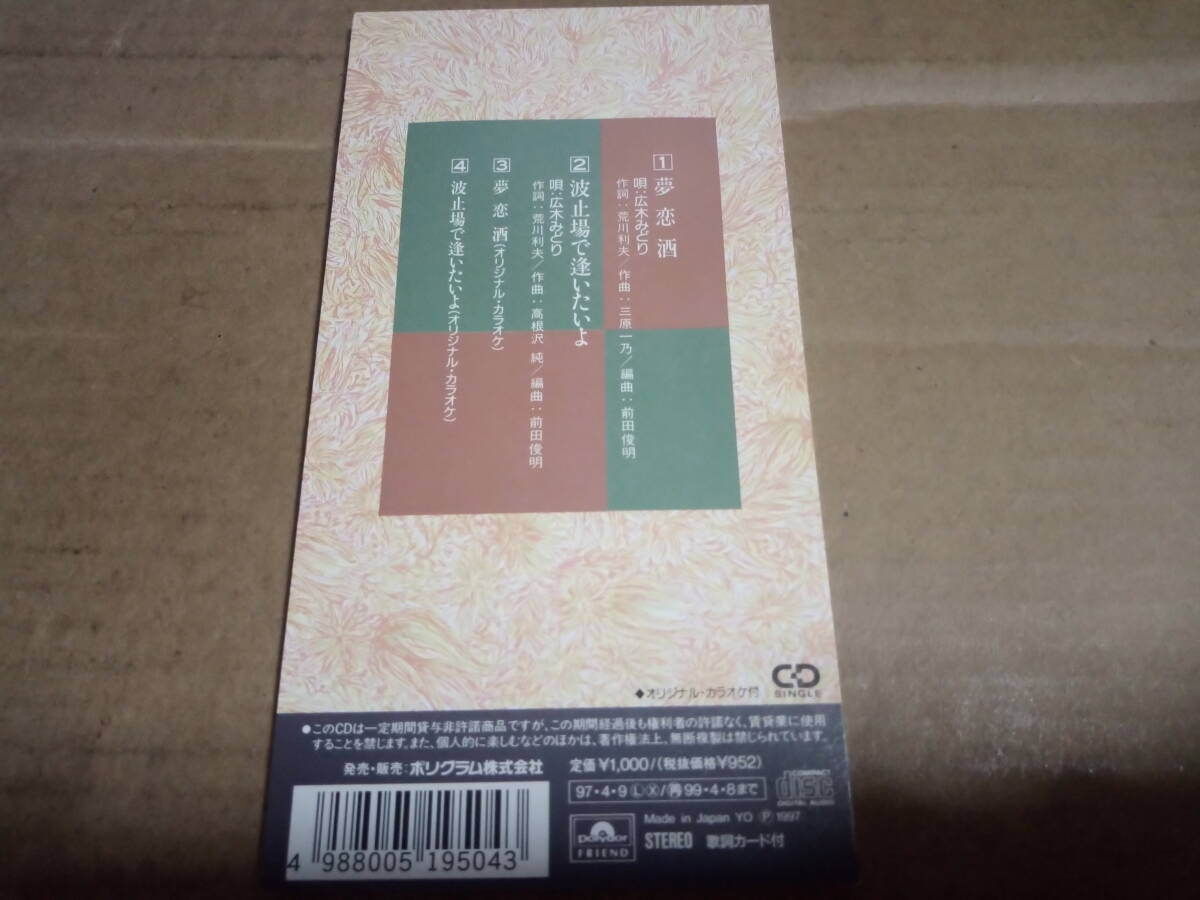 1 夢恋酒
唄:広木みどり
作詞:荒川利夫/作曲:三原一乃/編曲:前田俊明
2 波止場で逢いたいよ
唄:広木みどり
作詞:荒川利夫/作曲:高根沢 純/編曲:前田俊明
3 夢恋酒(オリジナル・カラオケ)
4 波止場で逢いたいよ(オリジナル・カラオケ)
◆オリジナル・カラオケ付
CD SINGLE
●このCDは一定期間貸与非許諾商品ですが、この期間経過後も権利者の許諾なく、賃貸業に使用
することを禁じます。また、個人的に楽しむなどのほかは、著作権法上、無断複製は禁じられています。
発売・販売:ポリグラム株式会社
定価¥1,000/(税抜価格¥952)
97・4・9 Ⓛ Ⓧ/㊞99・4・8まで
COMPACT disc DIGITAL AUDIO
Made in Japan YO Ⓟ 1997
Polydor FRIEND
STEREO 歌詞カード付
4 988005 195043